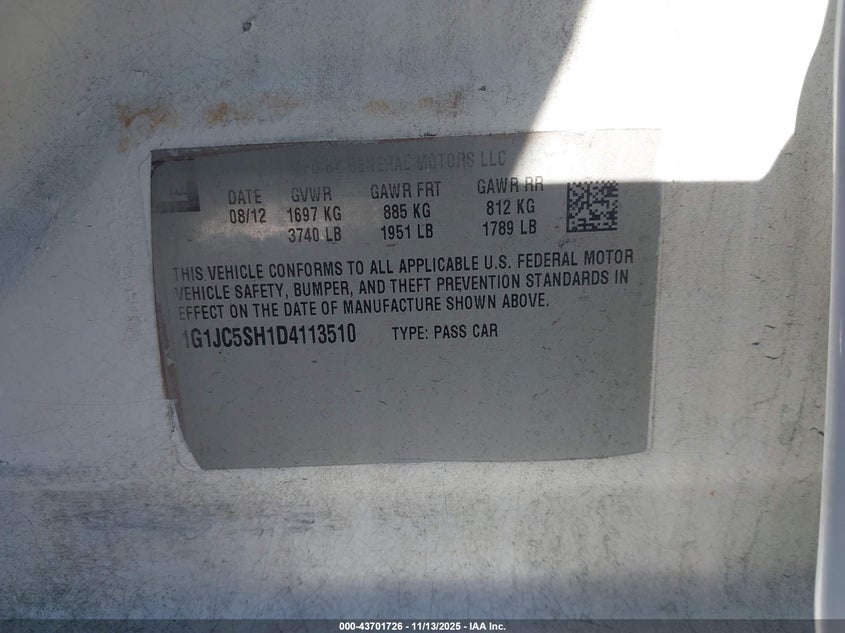 MFG BY GENERAL MOTORS LLC
DATE GVWR GAWR FRT GAWR RR
08/12 1697 KG 885 KG 812 KG
3740 LB 1951 LB 1789 LB
THIS VEHICLE CONFORMS TO ALL APPLICABLE U.S. FEDERAL MOTOR
VEHICLE SAFETY, BUMPER, AND THEFT PREVENTION STANDARDS IN
EFFECT ON THE DATE OF MANUFACTURE SHOWN ABOVE.
1G1JC5SH1D4113510 TYPE: PASS CAR
000-43701726 - 11/13/2025 - IAA Inc.